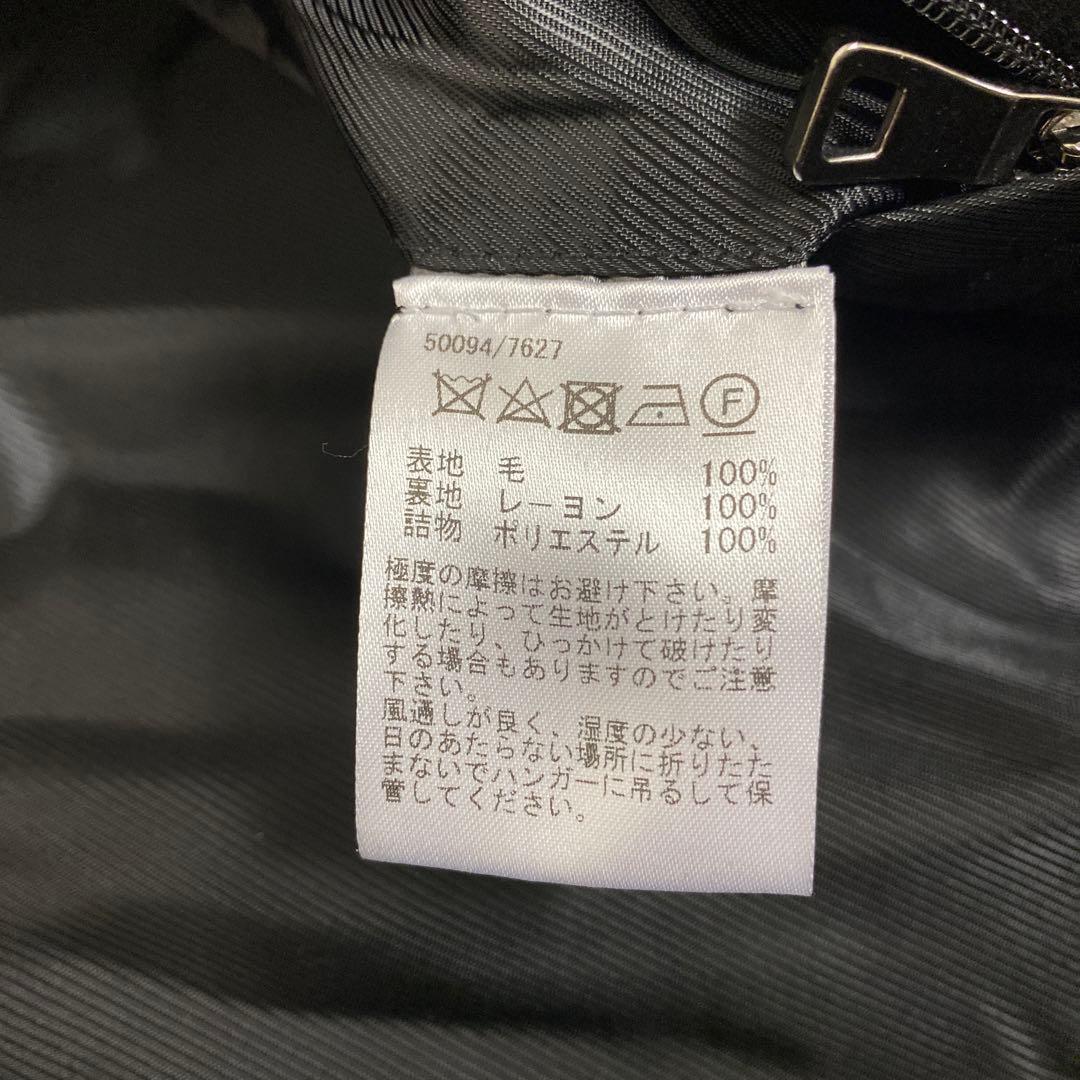 50094/7627
F
表地 毛 100%
裏地 レーヨン 100%
詰物 ポリエステル 100%
極度の摩擦はお避け下さい。摩
擦熱によって生地がとけたり変
化したり、ひっかけて破けたり
する場合もありますのでご注意
下さい。
風通しが良く、湿度の少ない、
日のあたらない場所に折りたた
まないでハンガーに吊るして保
管してください。